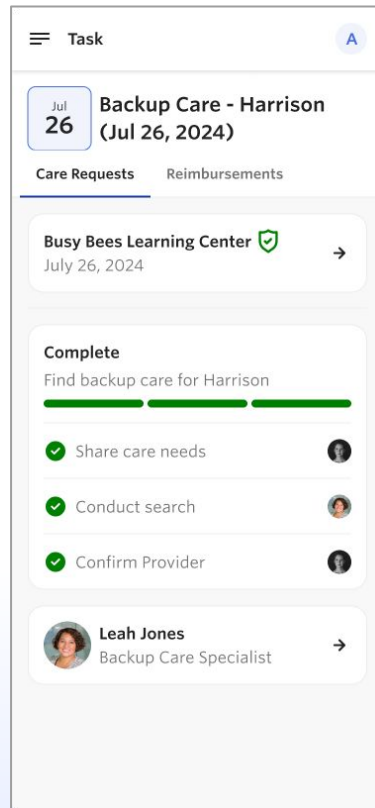 Task
A
Jul
26
Backup Care - Harrison
(Jul 26, 2024)
Care Requests
Reimbursements
Busy Bees Learning Center
July 26, 2024
Complete
Find backup care for Harrison
Share care needs
Conduct search
Confirm Provider
Leah Jones
Backup Care Specialist